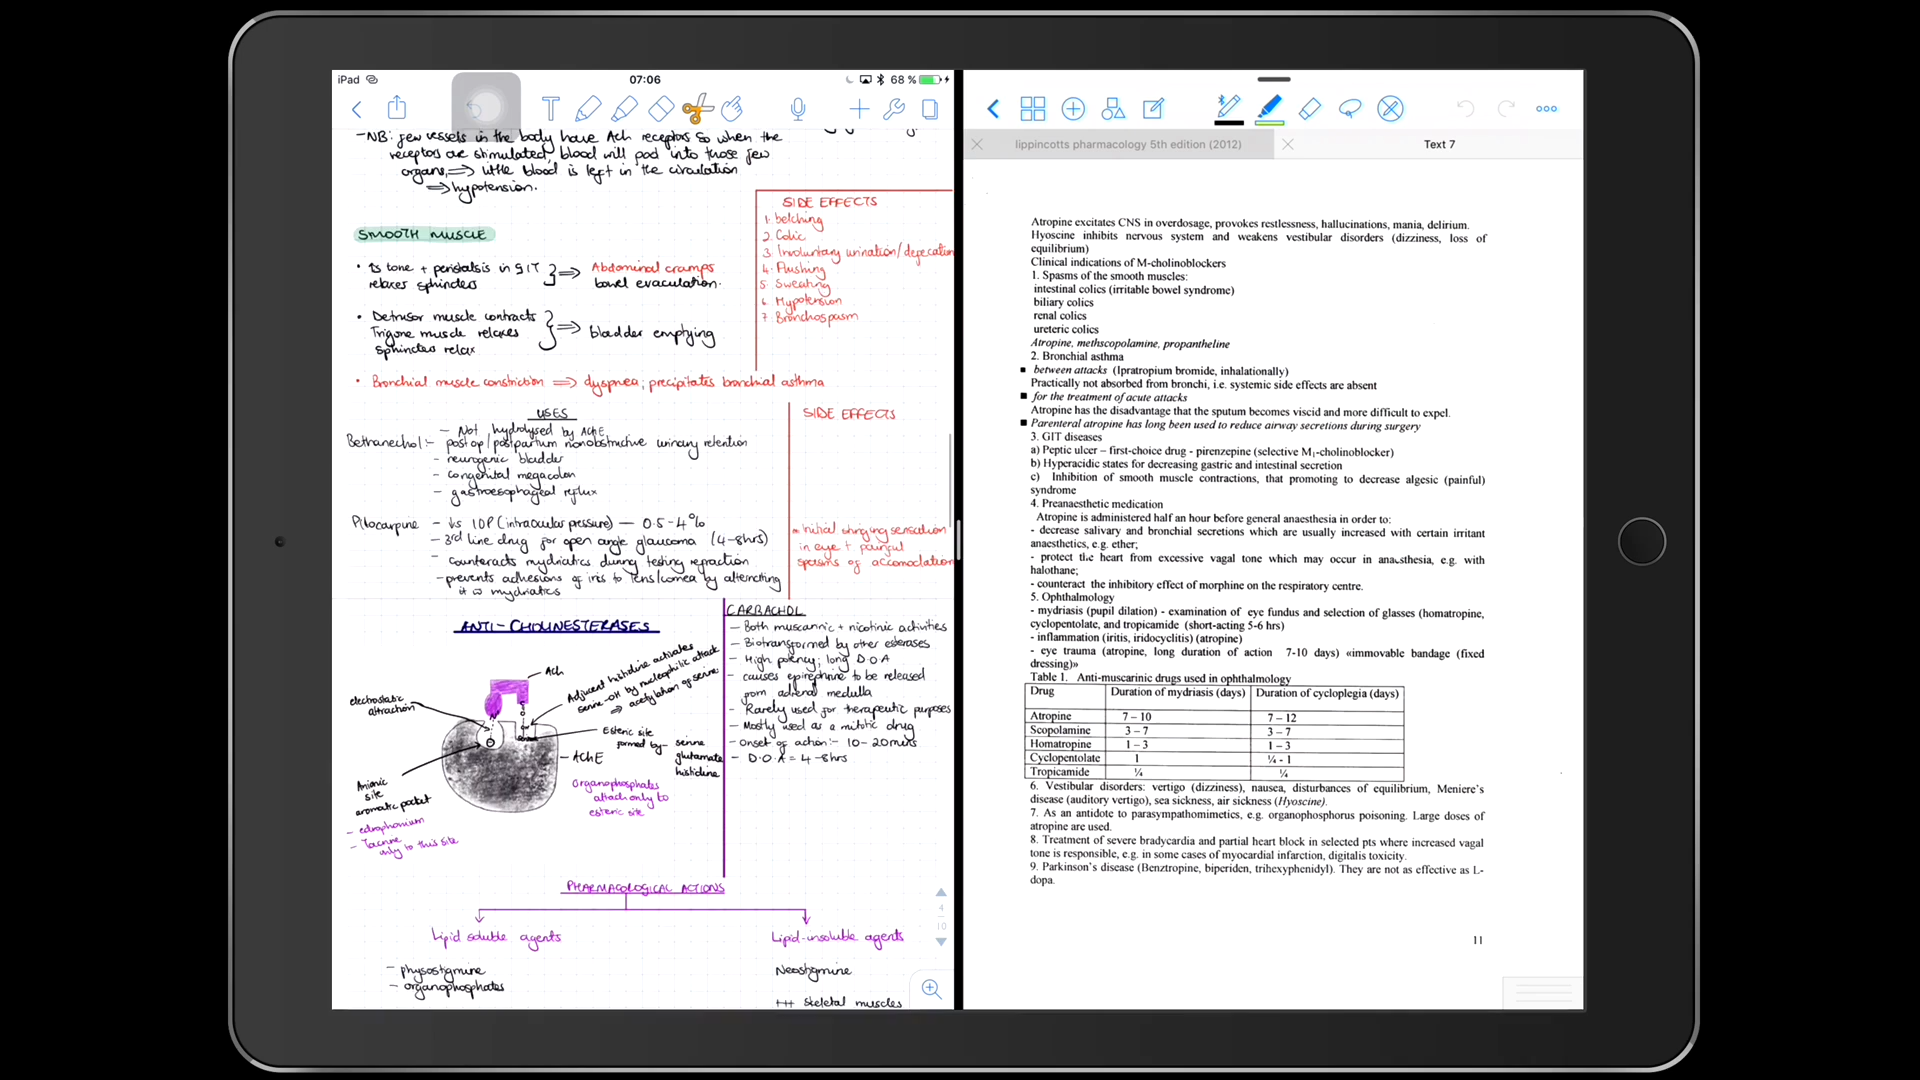 iPad
07:06
68 %
-NB: few vessels in the body have Ach receptors so when the
receptors are stimulated, blood will pool into those few
organs, ⟹ little blood is left in the circulation
⟹ hypotension.
SMOOTH MUSCLE
• ↑s tone + peristalsis in GIT } ⟹ Abdominal cramps
relaxes sphincters bowel evacuation.
• Detrusor muscle contracts
Trigone muscle relaxes } ⟹ bladder emptying
Sphincters relax
• Bronchial muscle constriction ⟹ dyspnea; precipitates bronchial asthma
SIDE EFFECTS
1. belching
2. Colic
3. Involuntary urination/defecation
4. Flushing
5. Sweating
6. Hypotension
7. Bronchospasm
USES
- Not hydrolysed by AChE
Bethanechol:- post op/postpartum nonobstructive urinary retention
- neurogenic bladder
- congenital megacolon
- gastroesophageal reflux
Pilocarpine - ↓s IOP (intraocular pressure) — 0.5-4%
- 3rd line drug for open angle glaucoma (4-8hrs)
- counteracts mydriatics during testing refraction
- prevents adhesions of iris to lens/cornea by alternating
it w mydriatics
SIDE EFFECTS
- Initial stinging sensation
in eye + painful
spasms of accomodation
ANTI-CHOLINESTERASES
Ach
electrostatic
attraction
Adjacent histidine activates
serine -OH by nucleophilic attack
⟹ acetylation of serine
Esteric site
formed by - serine
glutamate
histidine
AChE
Anionic
site
aromatic pocket
- edrophonium
- Tacrine
only to this site
Organophosphates
attach only to
esteric site
CARBACHOL
- Both muscarinic + nicotinic activities
- Biotransformed by other esterases
- High potency; long D.O.A
- causes epinephrine to be released
from adrenal medulla
- Rarely used for therapeutic purposes
- Mostly used as a miotic drug
- Onset of action:- 10-20mins
- D.O.A = 4-8hrs
PHARMACOLOGICAL ACTIONS
Lipid soluble agents
Lipid-insoluble agents
- physostigmine
- organophosphates
Neostigmine
+++ skeletal muscles
4
10
lippincotts pharmacology 5th edition (2012)
Text 7
Atropine excitates CNS in overdosage, provokes restlessness, hallucinations, mania, delirium.
Hyoscine inhibits nervous system and weakens vestibular disorders (dizziness, loss of
equilibrium)
Clinical indications of M-cholinoblockers
1. Spasms of the smooth muscles:
intestinal colics (irritable bowel syndrome)
biliary colics
renal colics
ureteric colics
Atropine, methscopolamine, propantheline
2. Bronchial asthma
▪ between attacks (Ipratropium bromide, inhalationally)
Practically not absorbed from bronchi, i.e. systemic side effects are absent
▪ for the treatment of acute attacks
Atropine has the disadvantage that the sputum becomes viscid and more difficult to expel.
▪ Parenteral atropine has long been used to reduce airway secretions during surgery
3. GIT diseases
a) Peptic ulcer – first-choice drug - pirenzepine (selective M₁-cholinoblocker)
b) Hyperacidic states for decreasing gastric and intestinal secretion
c) Inhibition of smooth muscle contractions, that promoting to decrease algesic (painful)
syndrome
4. Preanaesthetic medication
Atropine is administered half an hour before general anaesthesia in order to:
- decrease salivary and bronchial secretions which are usually increased with certain irritant
anaesthetics, e.g. ether;
- protect the heart from excessive vagal tone which may occur in anaesthesia, e.g. with
halothane;
- counteract the inhibitory effect of morphine on the respiratory centre.
5. Ophthalmology
- mydriasis (pupil dilation) - examination of eye fundus and selection of glasses (homatropine,
cyclopentolate, and tropicamide (short-acting 5-6 hrs)
- inflammation (iritis, iridocyclitis) (atropine)
- eye trauma (atropine, long duration of action 7-10 days) «immovable bandage (fixed
dressing)»
Table 1. Anti-muscarinic drugs used in ophthalmology
Drug Duration of mydriasis (days) Duration of cycloplegia (days)
Atropine 7 – 10 7 – 12
Scopolamine 3 – 7 3 – 7
Homatropine 1 – 3 1 – 3
Cyclopentolate 1 ¼ - 1
Tropicamide ¼ ¼
6. Vestibular disorders: vertigo (dizziness), nausea, disturbances of equilibrium, Meniere's
disease (auditory vertigo), sea sickness, air sickness (Hyoscine).
7. As an antidote to parasympathomimetics, e.g. organophosphorus poisoning. Large doses of
atropine are used.
8. Treatment of severe bradycardia and partial heart block in selected pts where increased vagal
tone is responsible, e.g. in some cases of myocardial infarction, digitalis toxicity.
9. Parkinson's disease (Benztropine, biperiden, trihexyphenidyl). They are not as effective as L-
dopa.
11